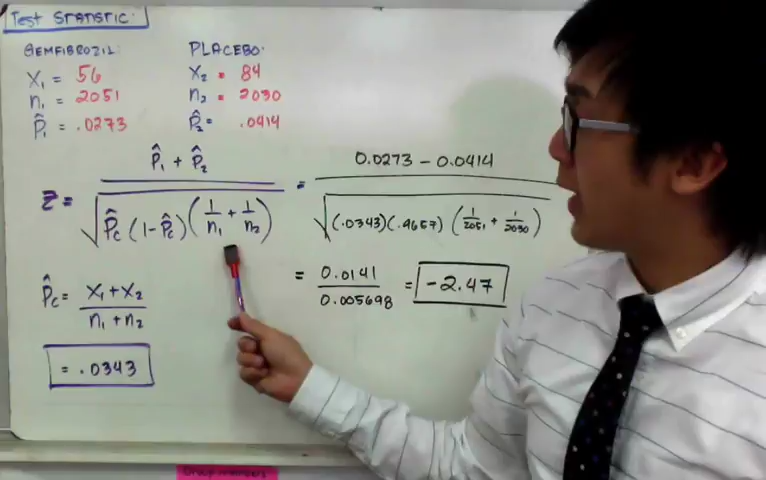 TEST STATISTIC:
GEMFIBROZIL:
X₁ = 56
n₁ = 2051
P̂₁ = .0273
PLACEBO:
X₂ = 84
n₂ = 2030
P̂₂ = .0414
Z = (P̂₁ + P̂₂) / √(P̂c (1-P̂c) (1/n₁ + 1/n₂)) = (0.0273 - 0.0414) / √((.0343)(.9657) (1/2051 + 1/2030))
= 0.0141 / 0.005698 = -2.47
P̂c = (X₁+X₂) / (n₁+n₂)
= .0343
Group members